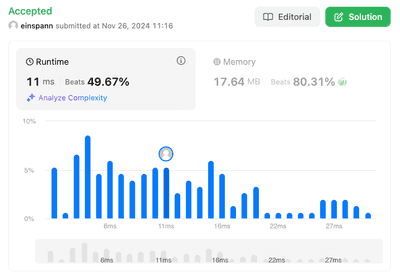 Accepted
einspann submitted at Nov 26, 2024 11:16
Editorial
Solution
Runtime
11 ms Beats 49.67%
Analyze Complexity
Memory
17.64 MB Beats 80.31%
10%
5%
0%
6ms 11ms 16ms 22ms 27ms
6ms 11ms 16ms 22ms 27ms